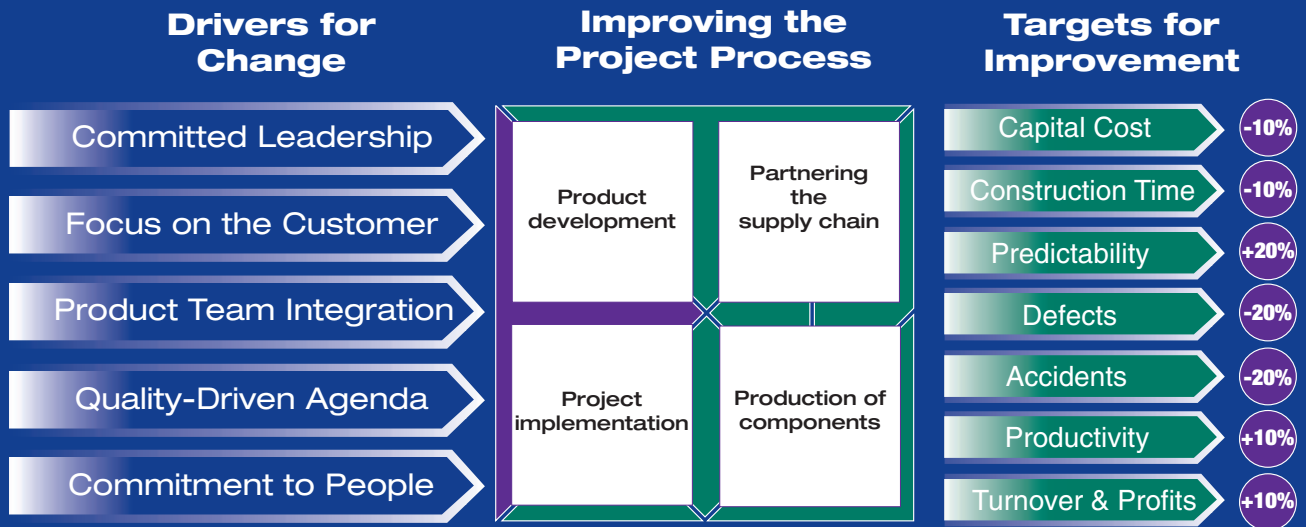 Drivers for
Change
Committed Leadership
Focus on the Customer
Product Team Integration
Quality-Driven Agenda
Commitment to People
Improving the
Project Process
Product
development
Partnering
the
supply chain
Project
implementation
Production of
components
Targets for
Improvement
Capital Cost -10%
Construction Time -10%
Predictability +20%
Defects -20%
Accidents -20%
Productivity +10%
Turnover & Profits +10%